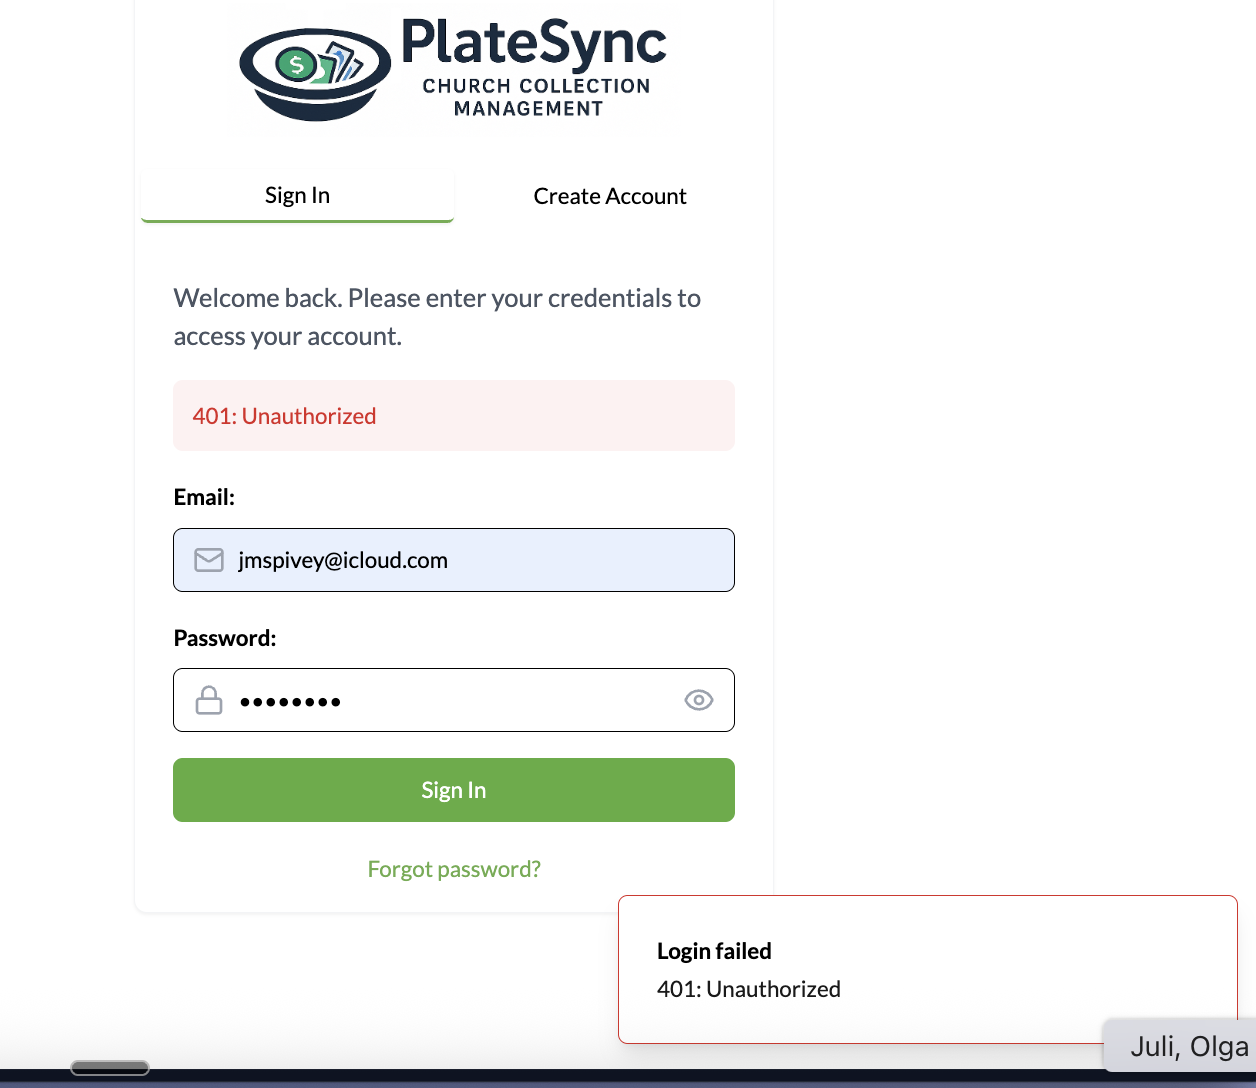 PlateSync
CHURCH COLLECTION
MANAGEMENT
$
Sign In
Create Account
Welcome back. Please enter your credentials to
access your account.
401: Unauthorized
Email:
jmspivey@icloud.com
Password:
••••••••
Sign In
Forgot password?
Login failed
401: Unauthorized
Juli, Olga